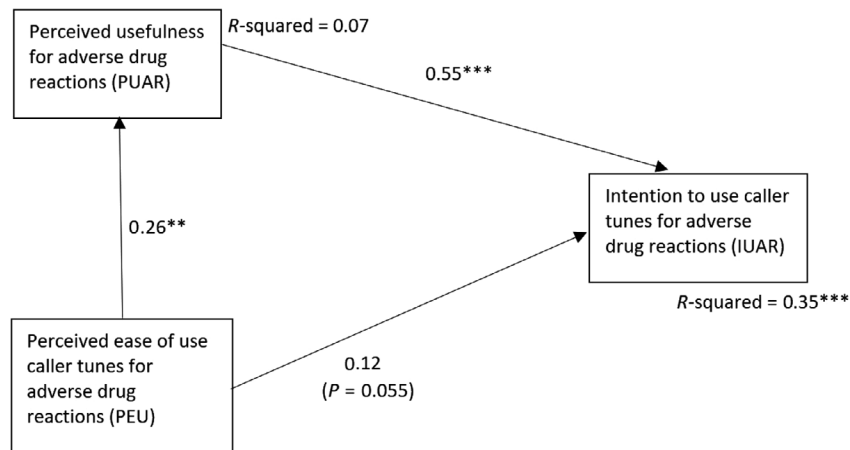 Perceived usefulness
for adverse drug
reactions (PUAR)
R-squared = 0.07
0.55***
Intention to use caller
tunes for adverse
drug reactions (IUAR)
R-squared = 0.35***
0.26**
Perceived ease of use
caller tunes for
adverse drug
reactions (PEU)
0.12
(P = 0.055)